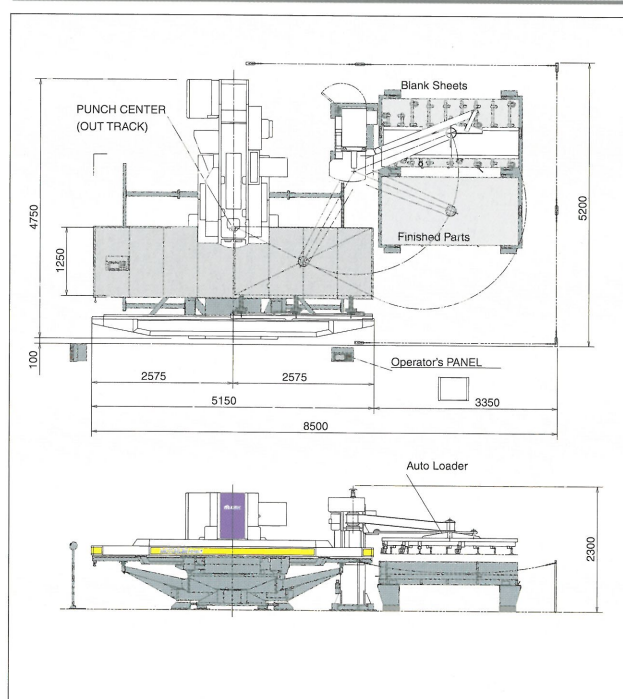 Blank Sheets
PUNCH CENTER
(OUT TRACK)
4750
5200
1250
Finished Parts
100
Operator's PANEL
2575
2575
5150
3350
8500
Auto Loader
2300